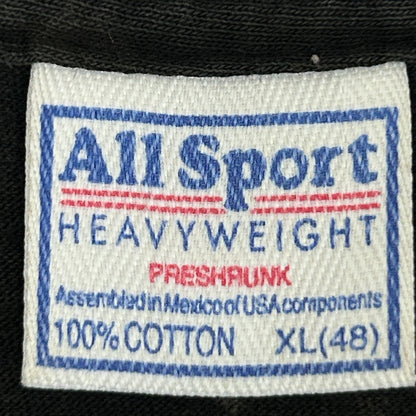 All Sport
HEAVYWEIGHT
PRESHRUNK
Assembled in Mexico of USA components
100% COTTON XL(48)